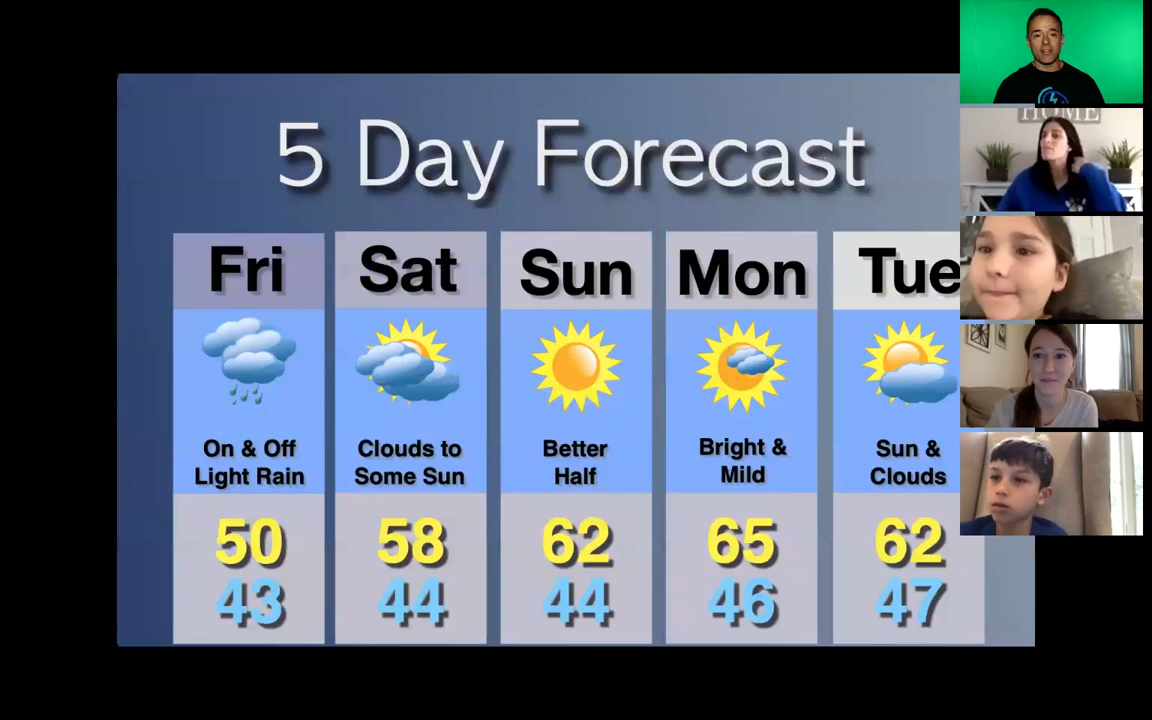 5 Day Forecast
Fri Sat Sun Mon Tue
On & Off Light Rain
Clouds to Some Sun
Better Half
Bright & Mild
Sun & Clouds
50 58 62 65 62
43 44 44 46 47
HOME